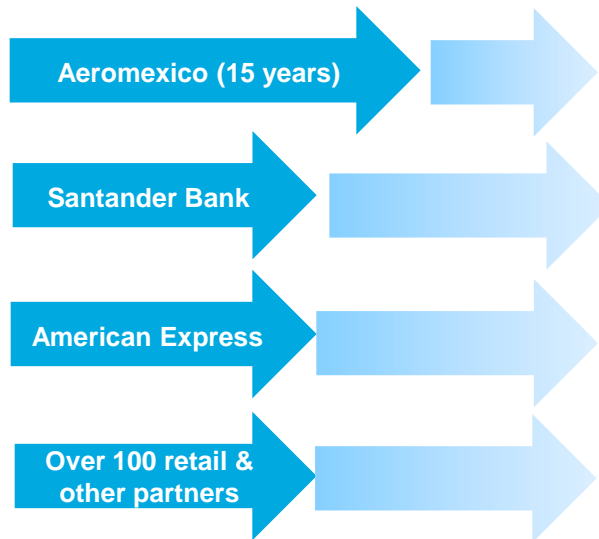 Aeromexico (15 years)
Santander Bank
American Express
Over 100 retail &
other partners